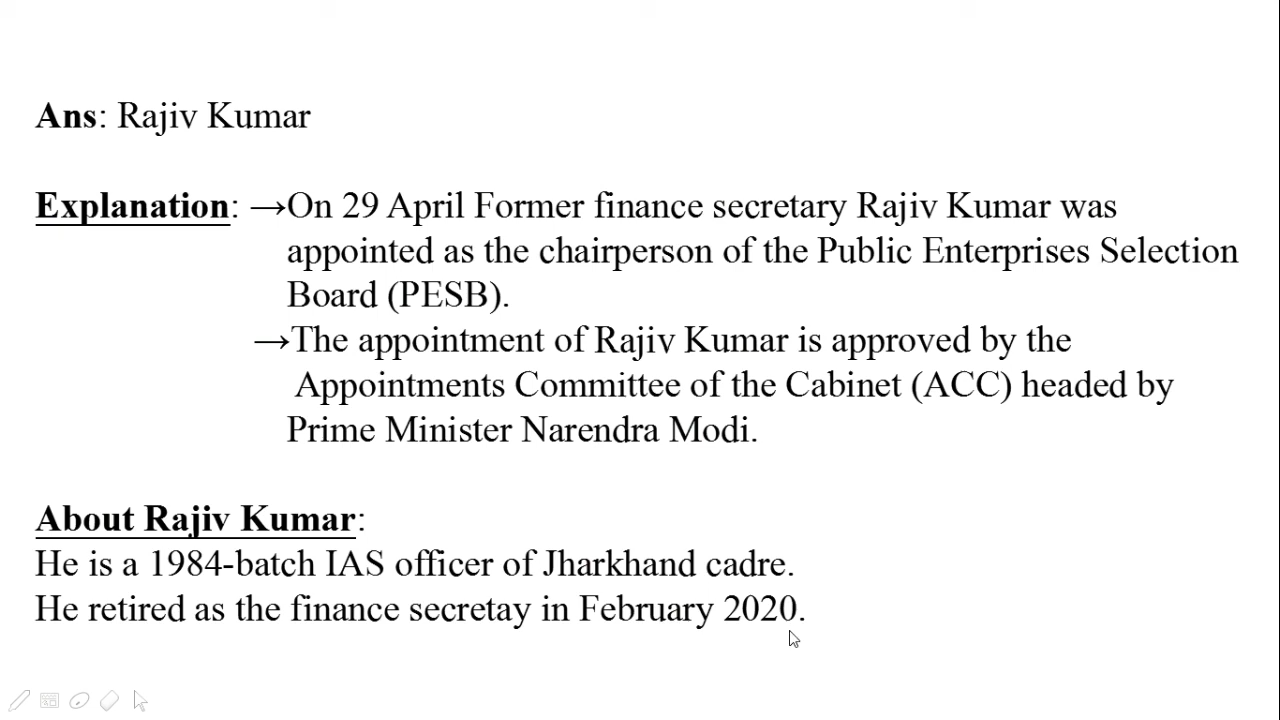 Ans: Rajiv Kumar
Explanation: →On 29 April Former finance secretary Rajiv Kumar was
appointed as the chairperson of the Public Enterprises Selection
Board (PESB).
→The appointment of Rajiv Kumar is approved by the
Appointments Committee of the Cabinet (ACC) headed by
Prime Minister Narendra Modi.
About Rajiv Kumar:
He is a 1984-batch IAS officer of Jharkhand cadre.
He retired as the finance secretay in February 2020.